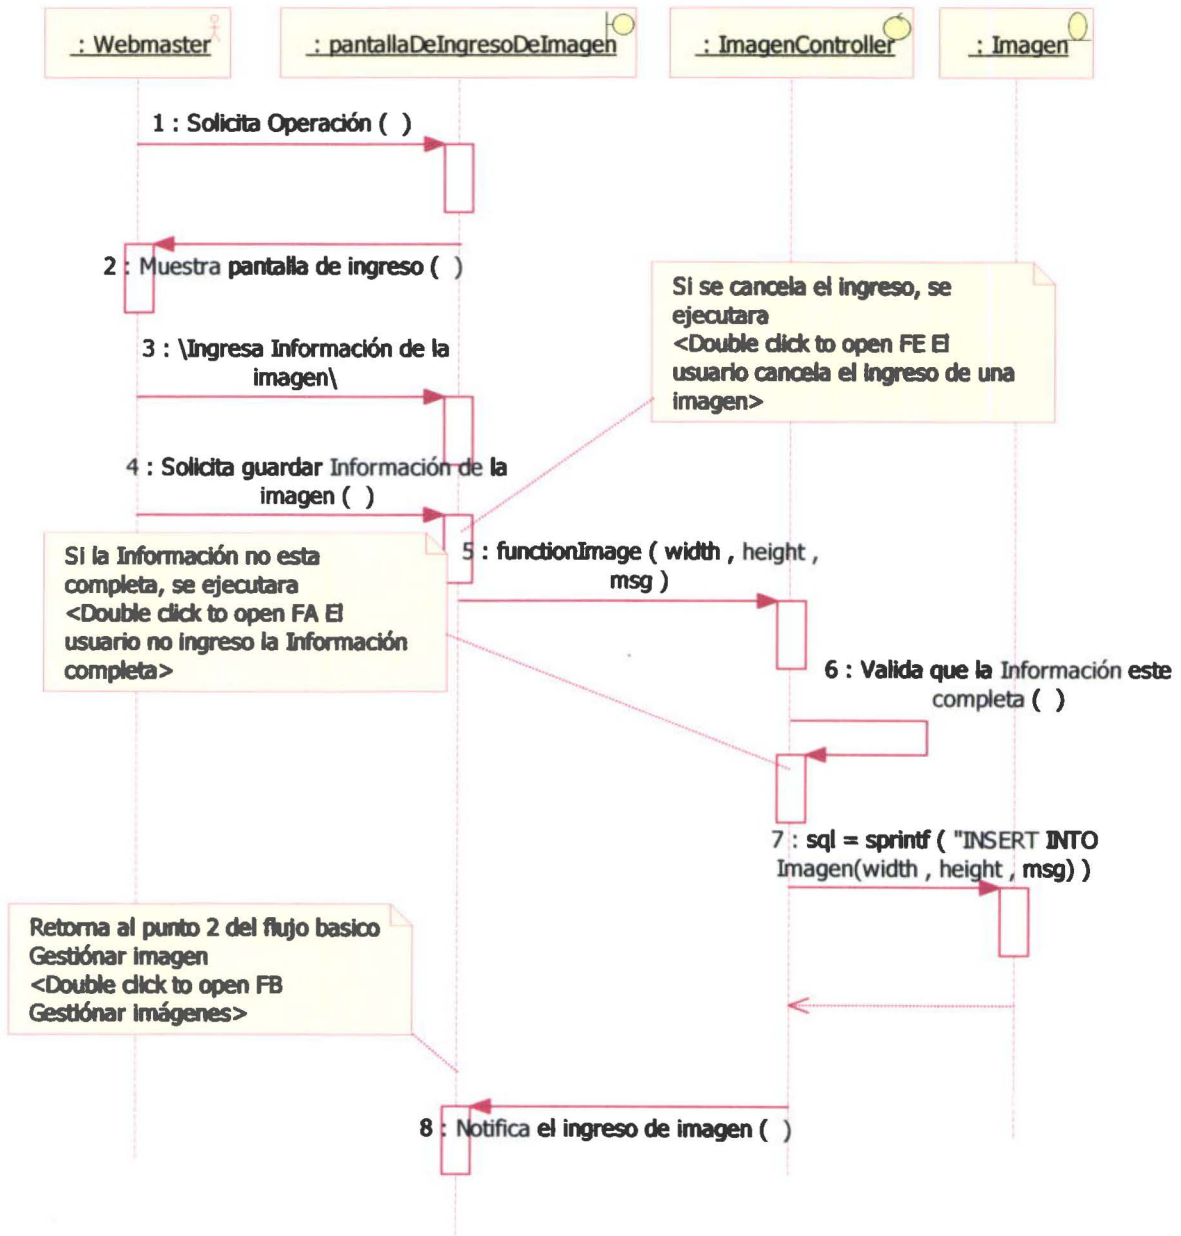 : Webmaster
: pantallaDeIngresoDeImagen
: ImagenController
: Imagen
1 : Solicita Operación ( )
2 : Muestra pantalla de ingreso ( )
Si se cancela el ingreso, se
ejecutara
<Double click to open FE El
usuario cancela el ingreso de una
imagen>
3 : \Ingresa Información de la
imagen\
4 : Solicita guardar Información de la
imagen ( )
Si la Información no esta
completa, se ejecutara
<Double click to open FA El
usuario no ingreso la Información
completa>
5 : functionImage ( width , height ,
msg )
6 : Valida que la Información este
completa ( )
7 : sql = sprintf ( "INSERT INTO
Imagen(width , height , msg) )
Retorna al punto 2 del flujo basico
Gestiónar imagen
<Double click to open FB
Gestiónar imágenes>
8 : Notifica el ingreso de imagen ( )